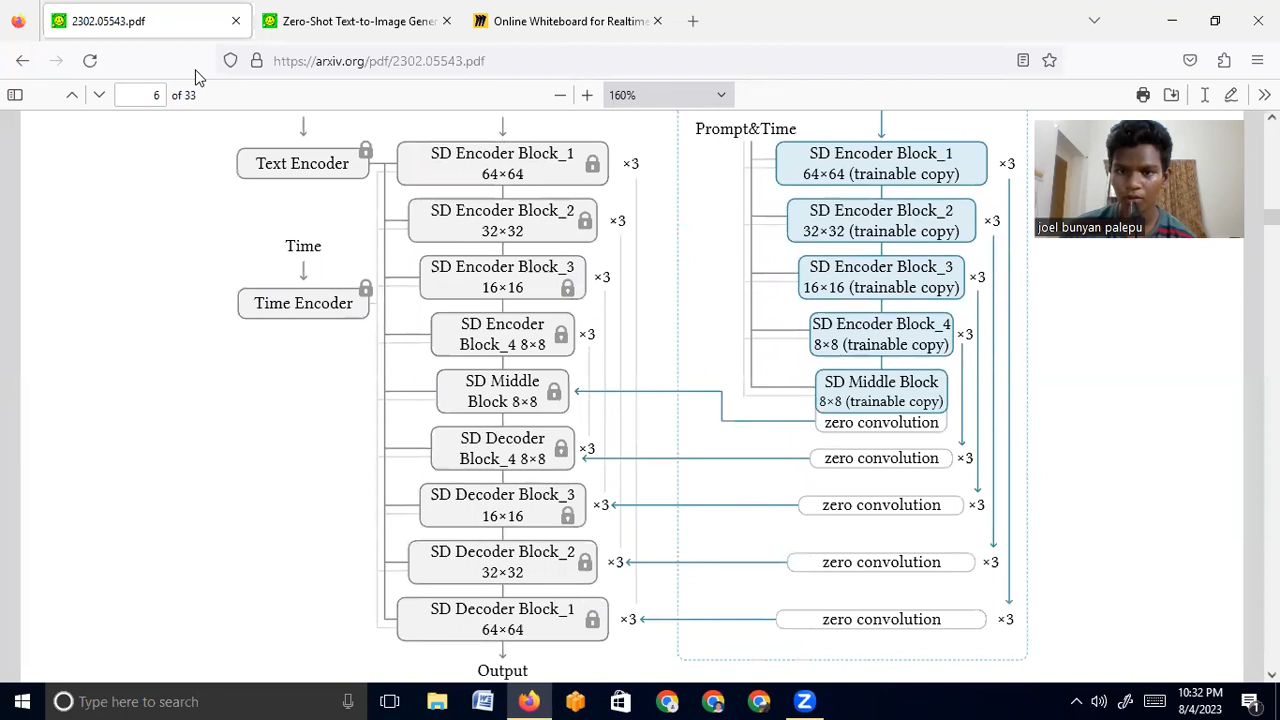 2302.05543.pdf
Zero-Shot Text-to-Image Gener
Online Whiteboard for Realtime
https://arxiv.org/pdf/2302.05543.pdf
6 of 33
160%
Prompt&Time
Text Encoder
Time
Time Encoder
SD Encoder Block_1
64×64
×3
SD Encoder Block_2
32×32
×3
SD Encoder Block_3
16×16
×3
SD Encoder
Block_4 8×8
×3
SD Middle
Block 8×8
SD Decoder
Block_4 8×8
×3
SD Decoder Block_3
16×16
×3
SD Decoder Block_2
32×32
×3
SD Decoder Block_1
64×64
×3
Output
SD Encoder Block_1
64×64 (trainable copy)
×3
SD Encoder Block_2
32×32 (trainable copy)
×3
SD Encoder Block_3
16×16 (trainable copy)
×3
SD Encoder Block_4
8×8 (trainable copy)
×3
SD Middle Block
8×8 (trainable copy)
zero convolution
zero convolution
×3
zero convolution
×3
zero convolution
×3
zero convolution
×3
joel bunyan palepu
Type here to search
10:32 PM
8/4/2023
1